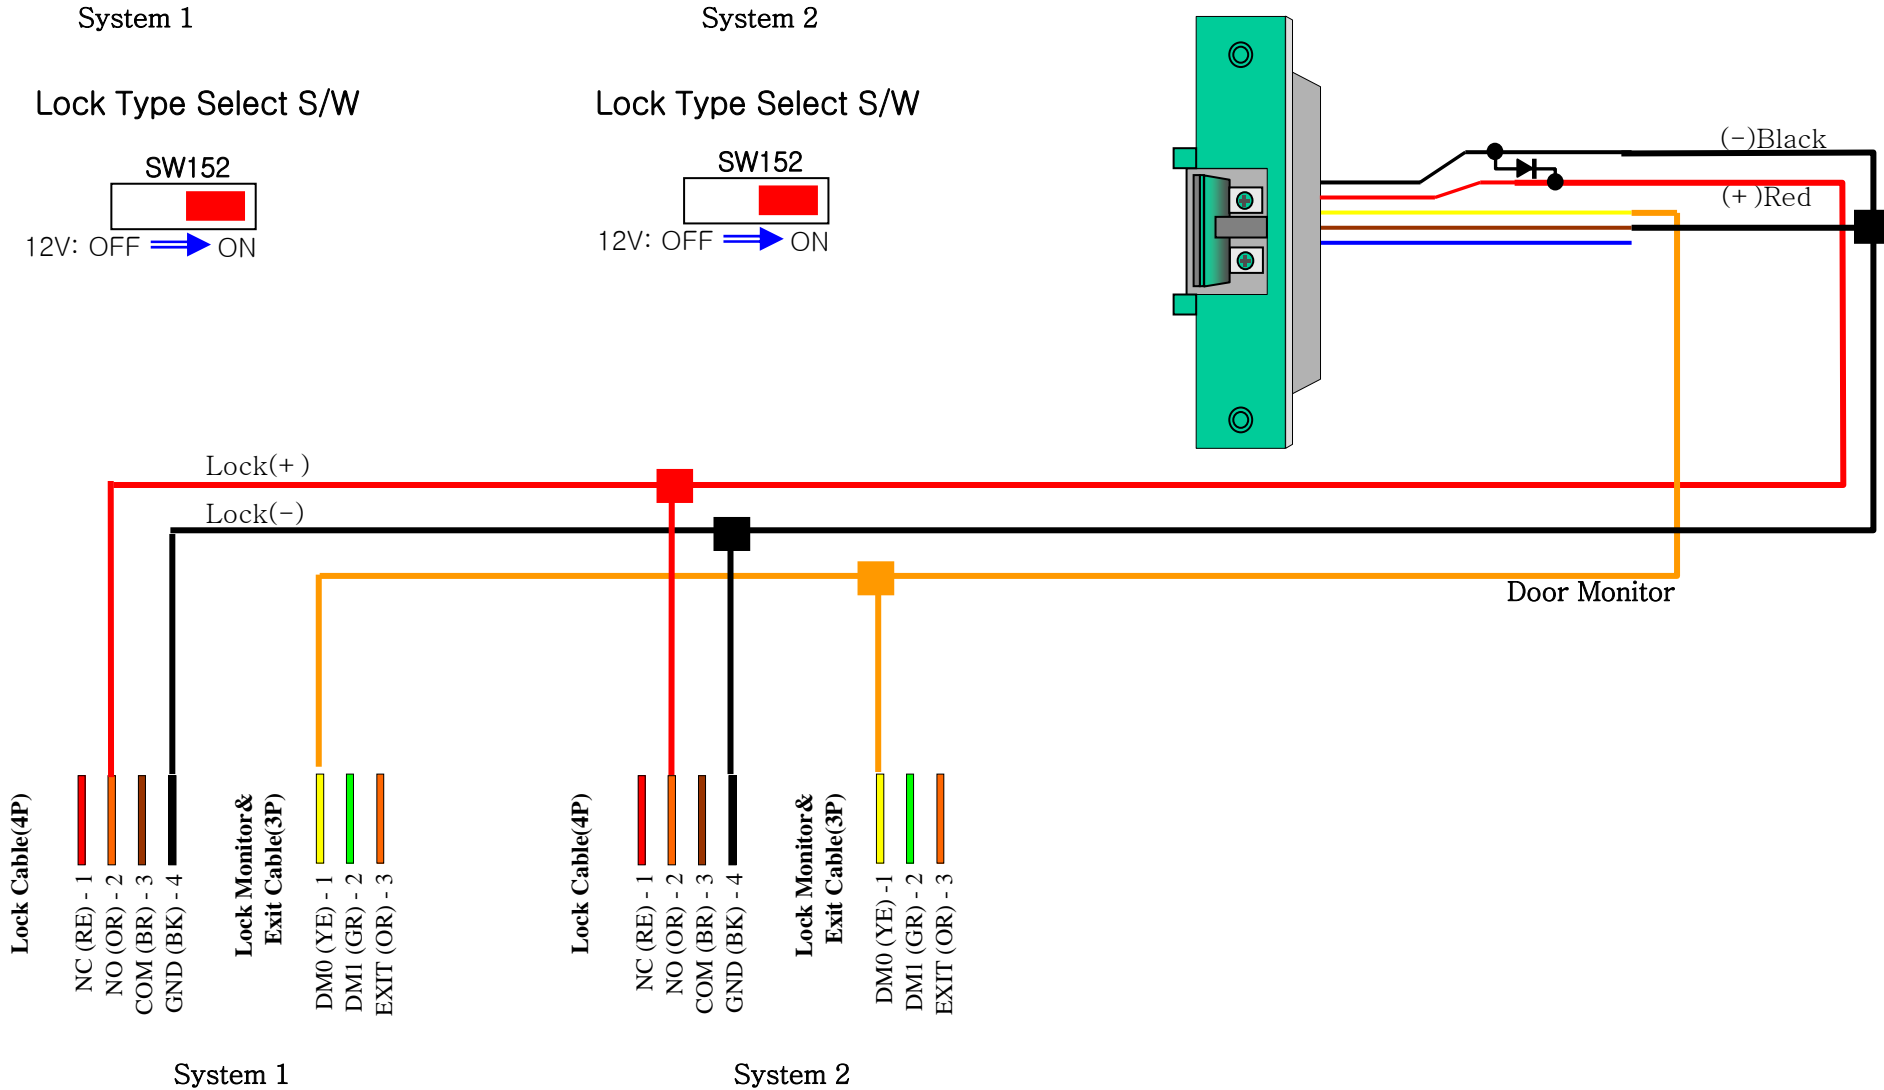 System 1
System 2
Lock Type Select S/W
Lock Type Select S/W
SW152
SW152
12V: OFF ON
12V: OFF ON
(-)Black
(+)Red
Lock(+)
Lock(-)
Door Monitor
Lock Cable(4P)
NC (RE) - 1
NO (OR) - 2
COM (BR) - 3
GND (BK) - 4
Lock Monitor&
Exit Cable(3P)
DM0 (YE) - 1
DM1 (GR) - 2
EXIT (OR) - 3
Lock Cable(4P)
NC (RE) - 1
NO (OR) - 2
COM (BR) - 3
GND (BK) - 4
Lock Monitor&
Exit Cable(3P)
DM0 (YE) -1
DM1 (GR) - 2
EXIT (OR) - 3
System 1
System 2